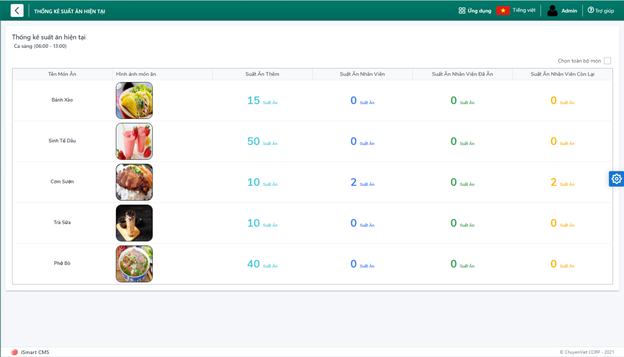 THỐNG KÊ SUẤT ĂN HIỆN TẠI
Ứng dụng
Tiếng việt
Admin
Trợ giúp
Thống kê suất ăn hiện tại
Ca sáng (06:00 - 13:00)
Chọn toàn bộ món
Tên Món Ăn Hình ảnh món ăn Suất Ăn Thêm Suất Ăn Nhân Viên Suất Ăn Nhân Viên Đã Ăn Suất Ăn Nhân Viên Còn Lại
Bánh Xèo 15 Suất Ăn 0 Suất Ăn 0 Suất Ăn 0 Suất Ăn
Sinh Tố Dâu 50 Suất Ăn 0 Suất Ăn 0 Suất Ăn 0 Suất Ăn
Cơm Sườn 10 Suất Ăn 2 Suất Ăn 0 Suất Ăn 2 Suất Ăn
Trà Sữa 10 Suất Ăn 0 Suất Ăn 0 Suất Ăn 0 Suất Ăn
Phở Bò 40 Suất Ăn 0 Suất Ăn 0 Suất Ăn 0 Suất Ăn
iSmart CMS
© ChuyenViet CORP - 2021